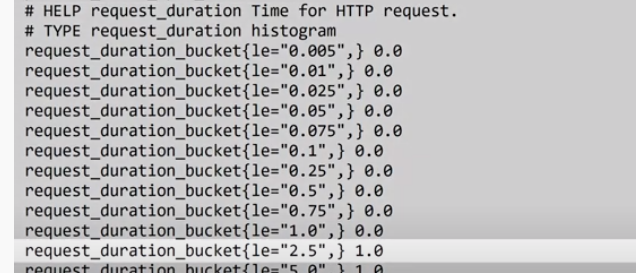 # HELP request_duration Time for HTTP request.
# TYPE request_duration histogram
request_duration_bucket{le="0.005",} 0.0
request_duration_bucket{le="0.01",} 0.0
request_duration_bucket{le="0.025",} 0.0
request_duration_bucket{le="0.05",} 0.0
request_duration_bucket{le="0.075",} 0.0
request_duration_bucket{le="0.1",} 0.0
request_duration_bucket{le="0.25",} 0.0
request_duration_bucket{le="0.5",} 0.0
request_duration_bucket{le="0.75",} 0.0
request_duration_bucket{le="1.0",} 0.0
request_duration_bucket{le="2.5",} 1.0
request_duration_bucket{le="5.0",} 1.0